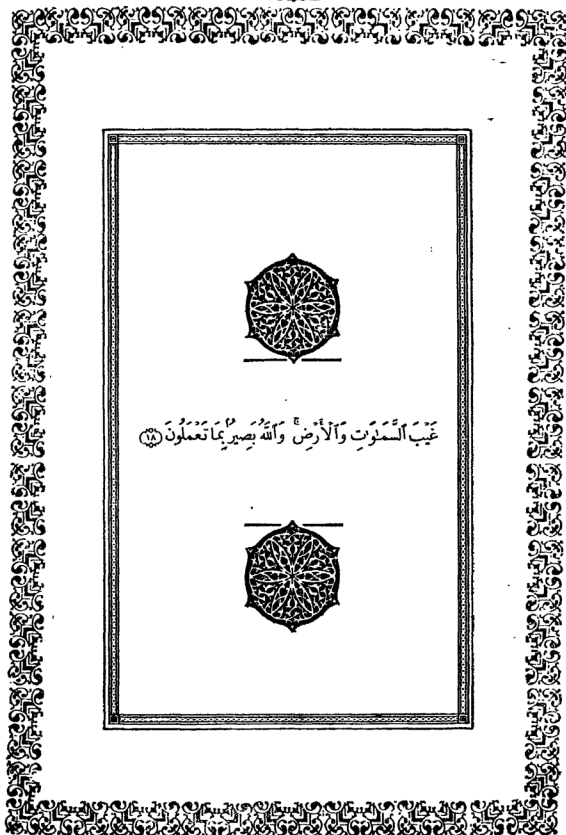 غَيۡبَ ٱلسَّمَٰوَٰتِ وَٱلۡأَرۡضِۚ وَٱللَّهُ بَصِيرُۢ بِمَا تَعۡمَلُونَ ١٨